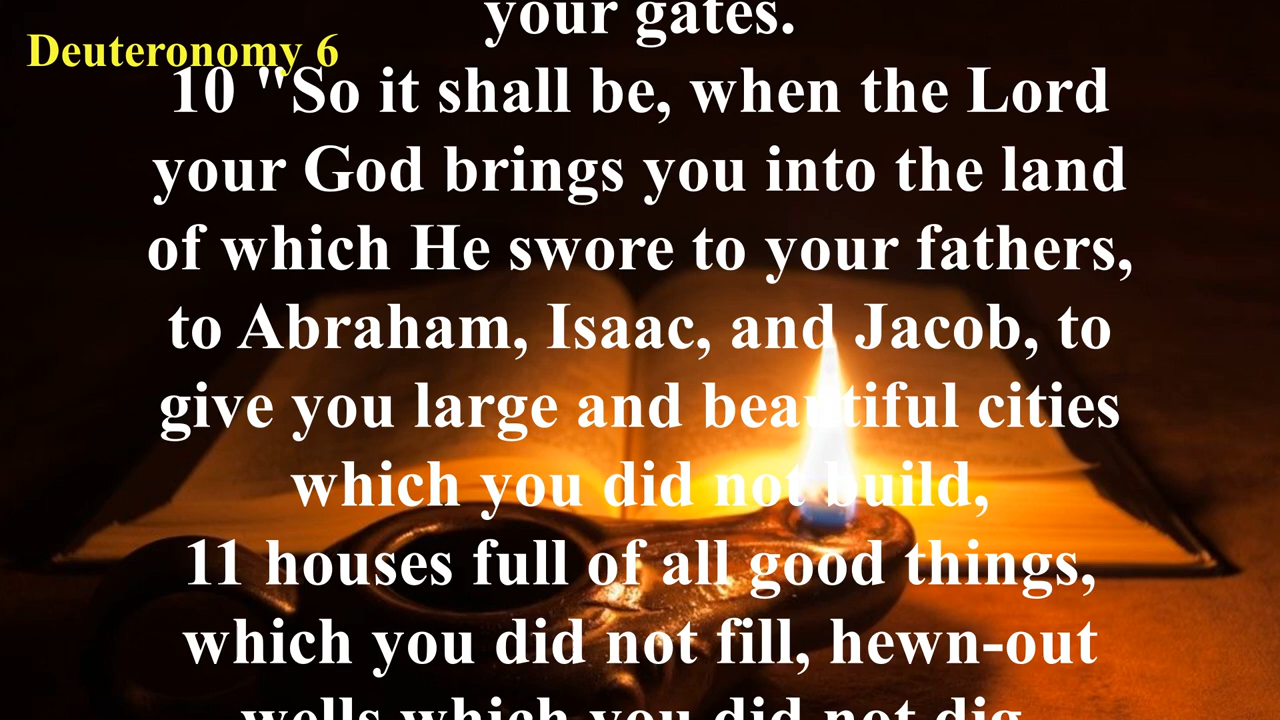 your gates.
Deuteronomy 6
10 "So it shall be, when the Lord
your God brings you into the land
of which He swore to your fathers,
to Abraham, Isaac, and Jacob, to
give you large and beautiful cities
which you did not build,
11 houses full of all good things,
which you did not fill, hewn-out
wells which you did not dig,